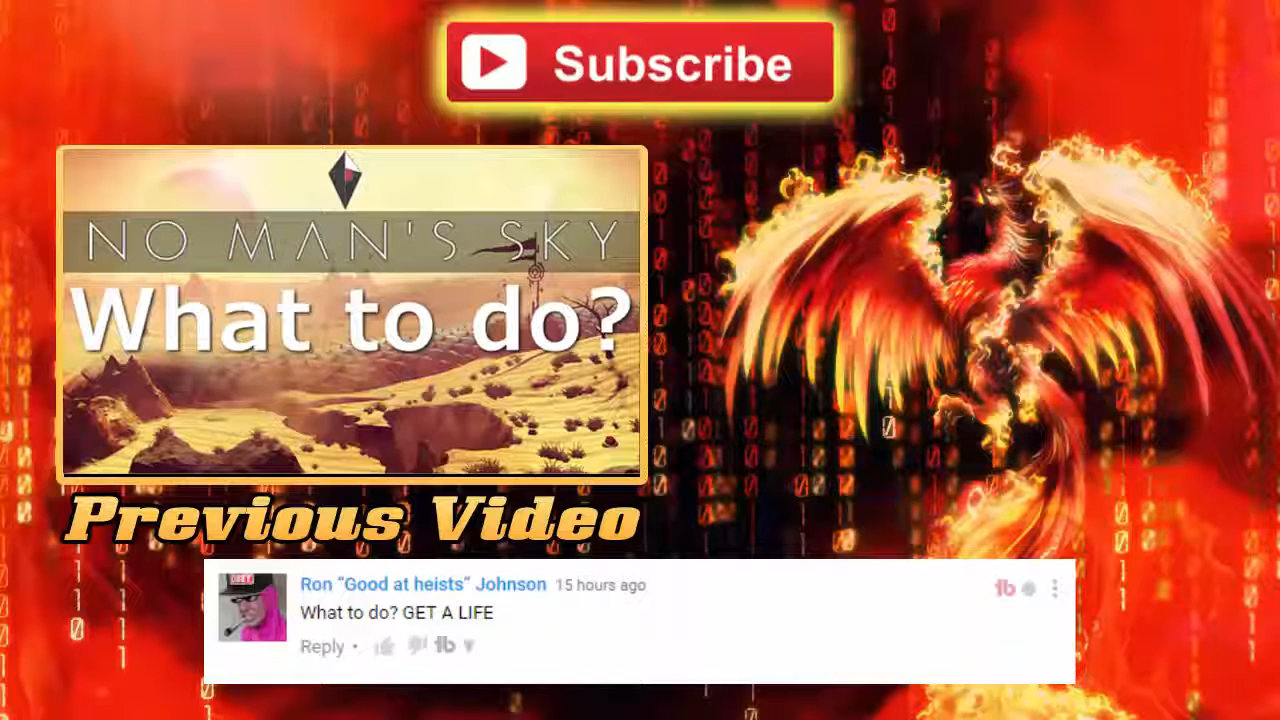 Subscribe
NO MAN'S SKY
What to do?
Previous Video
Ron “Good at heists” Johnson 15 hours ago
What to do? GET A LIFE
Reply •
OBEY